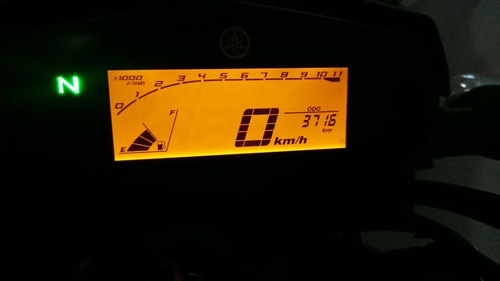 x1000
r/min
0 1 2 3 4 5 6 7 8 9 10 11
N
F
E
ODO
3716
km
0 km/h